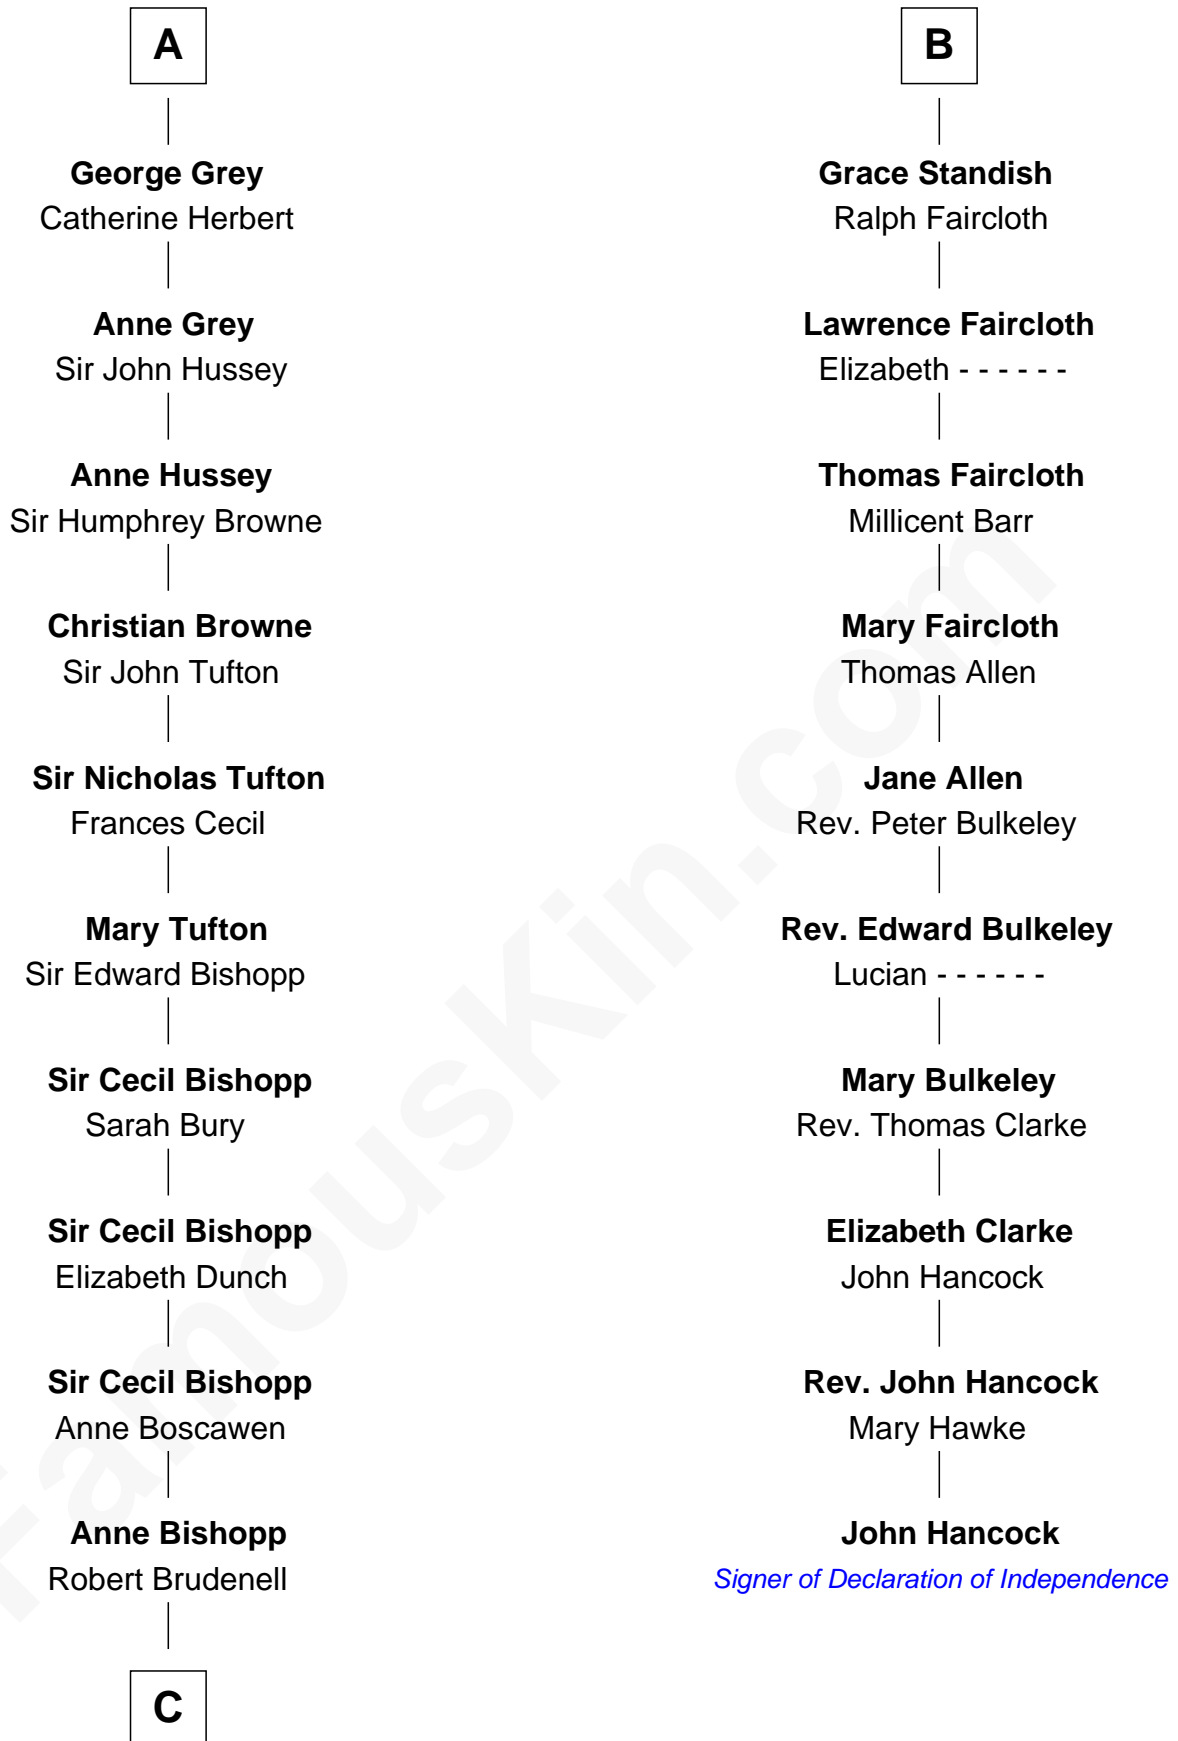 A
George Grey
Catherine Herbert
Anne Grey
Sir John Hussey
Anne Hussey
Sir Humphrey Browne
Christian Browne
Sir John Tufton
Sir Nicholas Tufton
Frances Cecil
Mary Tufton
Sir Edward Bishopp
Sir Cecil Bishopp
Sarah Bury
Sir Cecil Bishopp
Elizabeth Dunch
Sir Cecil Bishopp
Anne Boscawen
Anne Bishopp
Robert Brudenell
C
B
Grace Standish
Ralph Faircloth
Lawrence Faircloth
Elizabeth - - - - - -
Thomas Faircloth
Millicent Barr
Mary Faircloth
Thomas Allen
Jane Allen
Rev. Peter Bulkeley
Rev. Edward Bulkeley
Lucian - - - - - -
Mary Bulkeley
Rev. Thomas Clarke
Elizabeth Clarke
John Hancock
Rev. John Hancock
Mary Hawke
John Hancock
Signer of Declaration of Independence
FamousKin.com